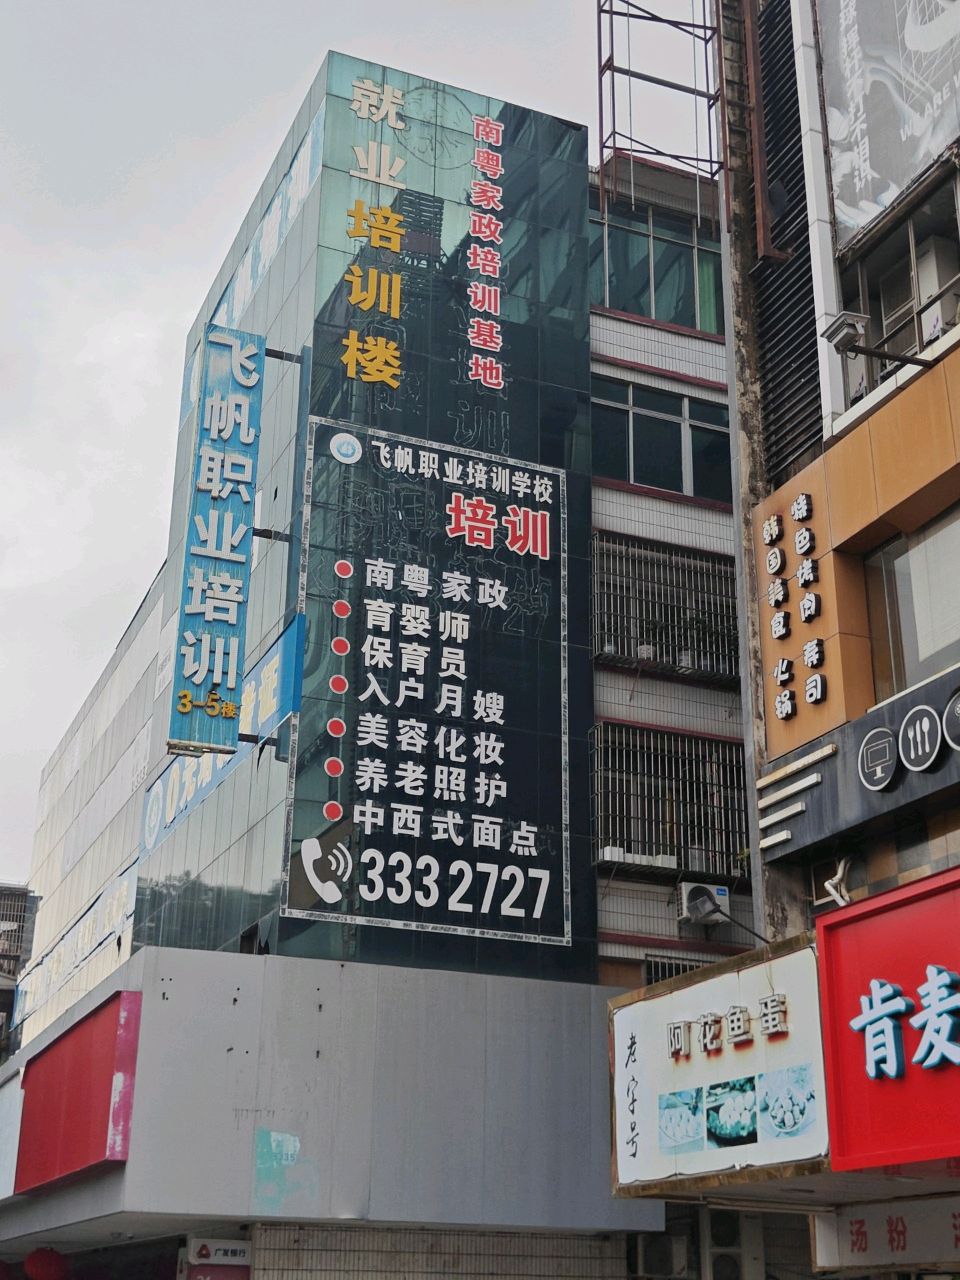 就业培训楼
南粤家政培训基地
飞帆职业培训
3-5楼
飞帆职业培训学校
培训
南粤家政
育婴师
保育员
入户月嫂
美容化妆
养老照护
中西式面点
3332727
特色烤肉 寿司
韩国美食 火锅
老字号
阿花鱼蛋
肯麦
汤粉
广发银行